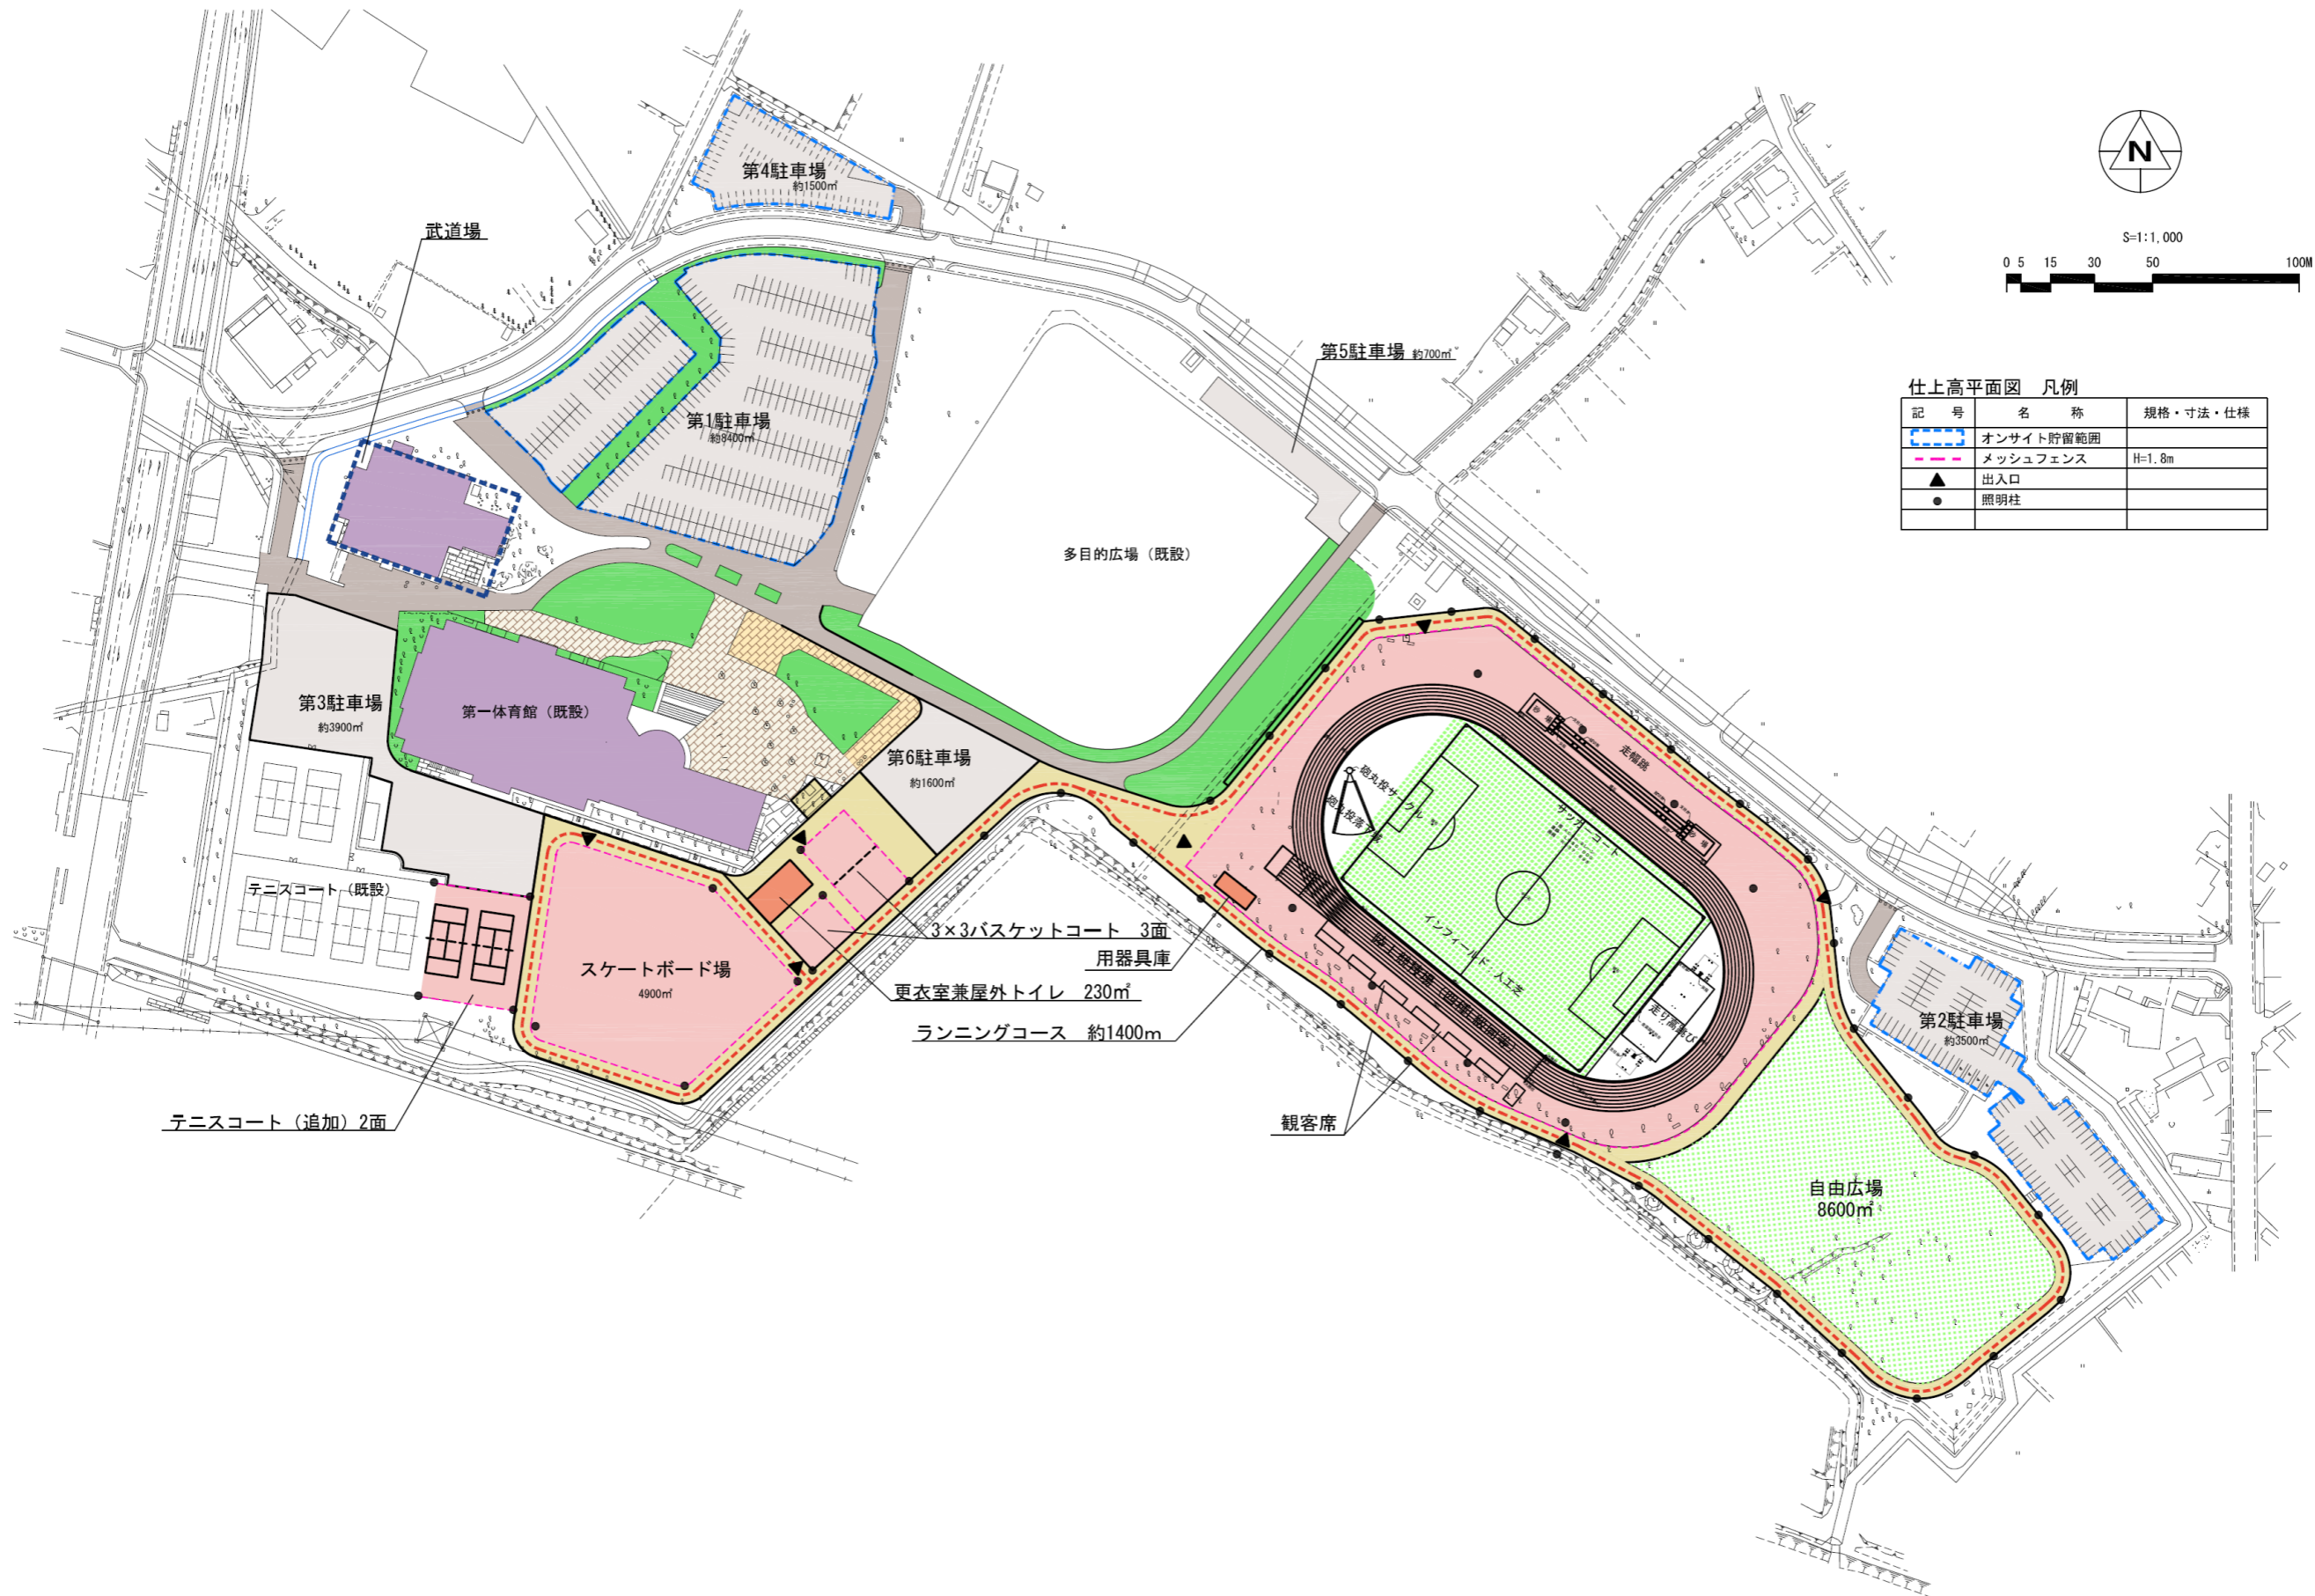 第4駐車場
約1500㎡
武道場
N
S=1:1,000
0 5 15 30 50 100M
第5駐車場 約700㎡
仕上高平面図 凡例
記 号 名 称 規格・寸法・仕様
オンサイト貯留範囲
メッシュフェンス H=1.8m
出入口
照明柱
第1駐車場
約8400㎡
多目的広場（既設）
第3駐車場
約3900㎡
第一体育館（既設）
第6駐車場
約1600㎡
走幅跳
砲丸投サークル
砲丸投落下域
サッカーコート
インフィールド 人工芝
走り高跳び
テニスコート（既設）
スケートボード場
4900㎡
3×3バスケットコート 3面
用器具庫
更衣室兼屋外トイレ 230㎡
ランニングコース 約1400m
第2駐車場
約3500㎡
テニスコート（追加）2面
観客席
自由広場
8600㎡